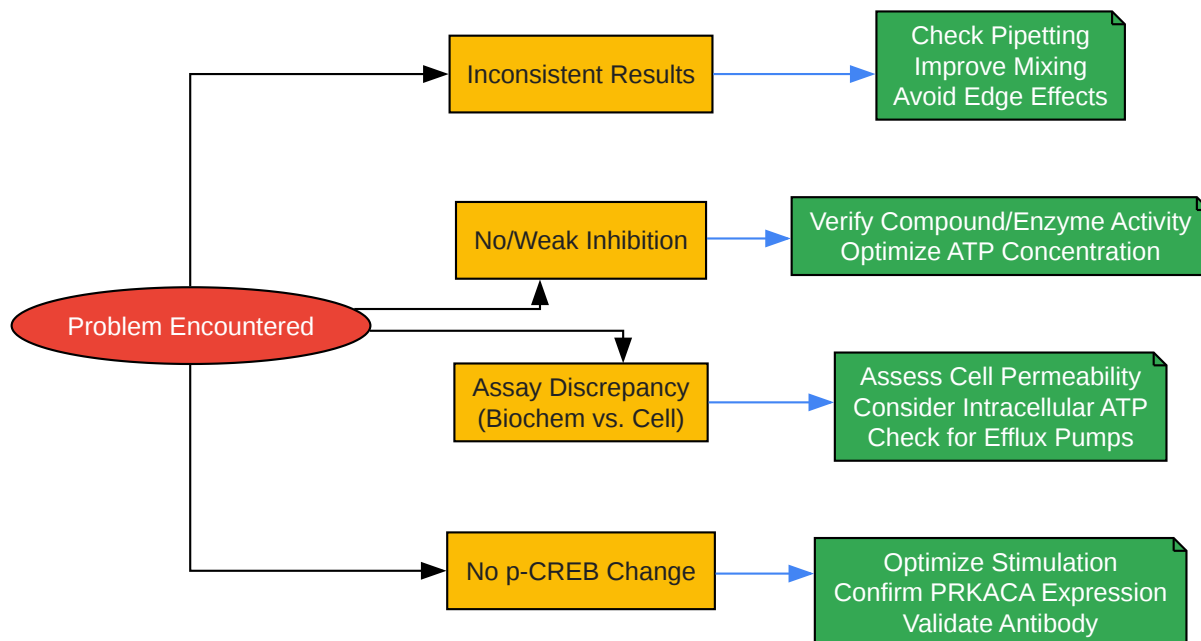 Problem Encountered
Inconsistent Results
Check Pipetting
Improve Mixing
Avoid Edge Effects
No/Weak Inhibition
Verify Compound/Enzyme Activity
Optimize ATP Concentration
Assay Discrepancy
(Biochem vs. Cell)
Assess Cell Permeability
Consider Intracellular ATP
Check for Efflux Pumps
No p-CREB Change
Optimize Stimulation
Confirm PRKACA Expression
Validate Antibody